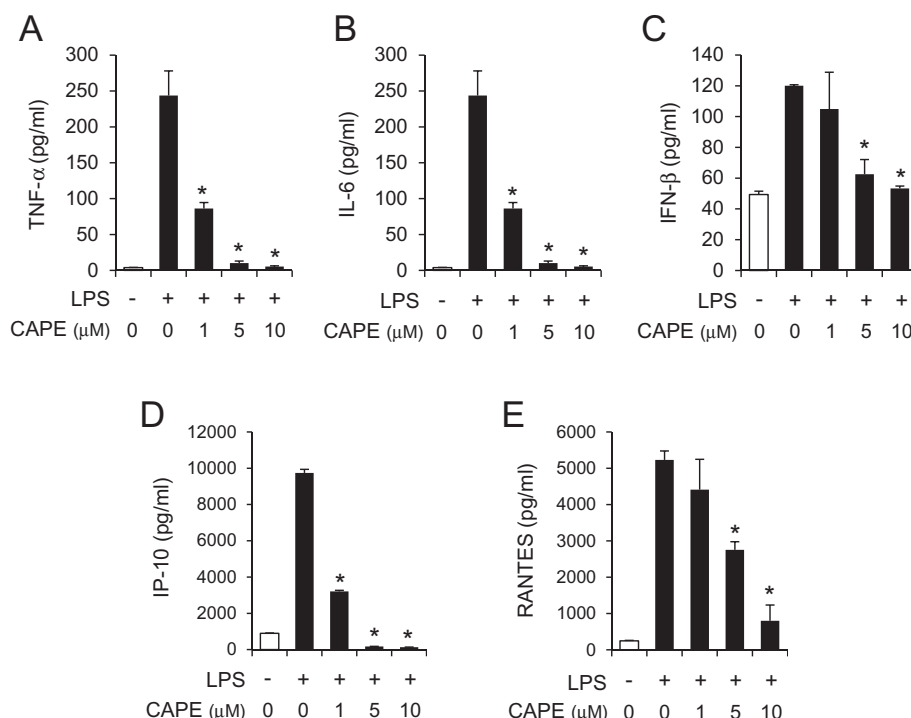 A
B
C
TNF-α (pg/ml)
300
250
200
150
100
50
0
*
*
*
LPS - + + + +
CAPE (μM) 0 0 1 5 10
IL-6 (pg/ml)
300
250
200
150
100
50
0
*
*
*
LPS - + + + +
CAPE (μM) 0 0 1 5 10
IFN-β (pg/ml)
140
120
100
80
60
40
20
0
*
*
LPS - + + + +
CAPE (μM) 0 0 1 5 10
D
E
IP-10 (pg/ml)
12000
10000
8000
6000
4000
2000
0
*
*
*
LPS - + + + +
CAPE (μM) 0 0 1 5 10
RANTES (pg/ml)
6000
5000
4000
3000
2000
1000
0
*
*
LPS - + + + +
CAPE (μM) 0 0 1 5 10